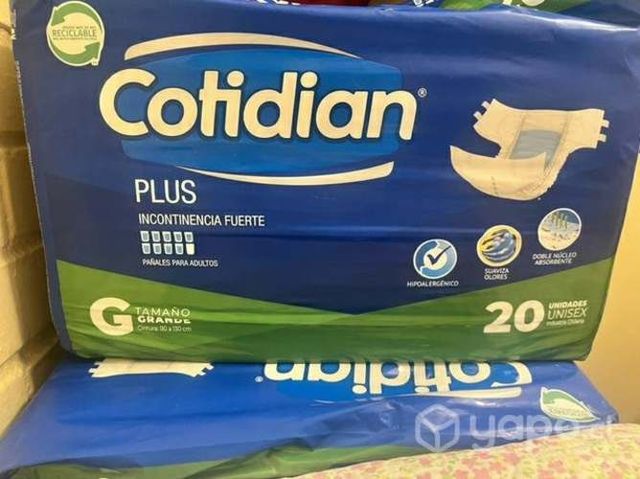 RECICLABLE
Cotidian®
PLUS
INCONTINENCIA FUERTE
PAÑALES PARA ADULTOS
HIPOALERGÉNICO
SUAVIZA
OLORES
DOBLE NÚCLEO
ABSORBENTE
G TAMAÑO
GRANDE
20 UNIDADES
UNISEX
Industria Chilena
Cotidian
yapo.cl